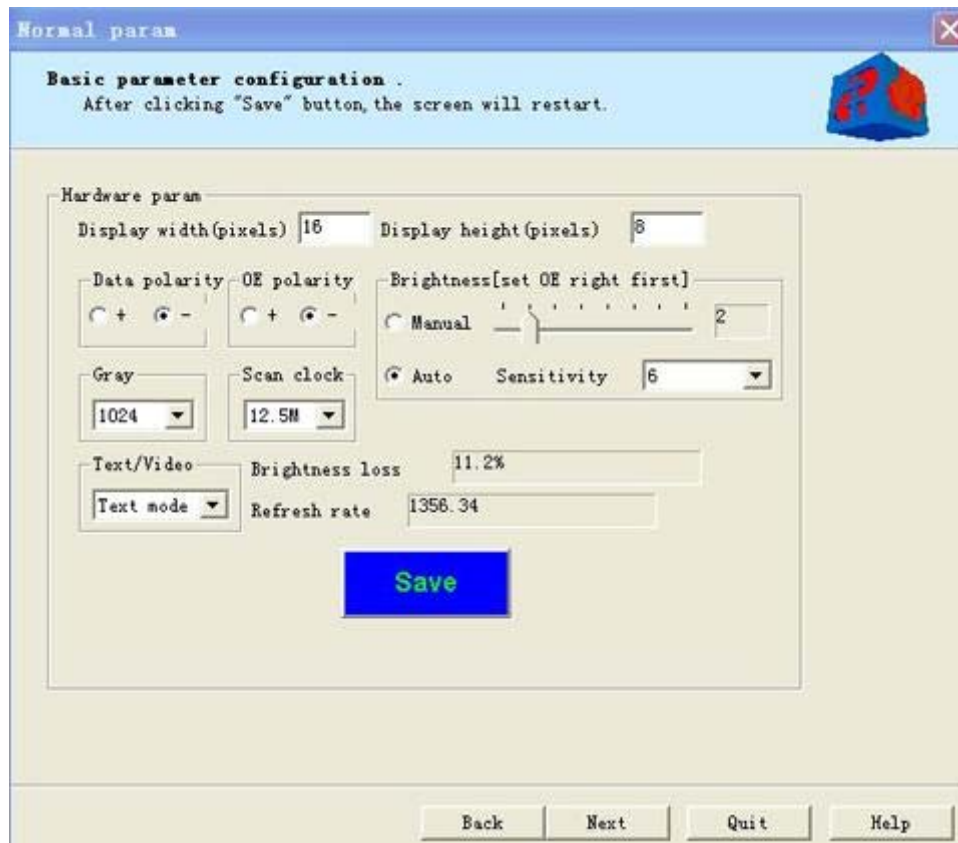 Normal param
Basic parameter configuration .
After clicking "Save" button, the screen will restart.
Hardware param
Display width(pixels) 16 Display height(pixels) 8
Data polarity OE polarity Brightness[set OE right first]
+ - + - Manual 2
Auto Sensitivity 6
Gray Scan clock
1024 12.5M
Text/Video
Brightness loss 11.2%
Text mode
Refresh rate 1356.34
Save
Back Next Quit Help